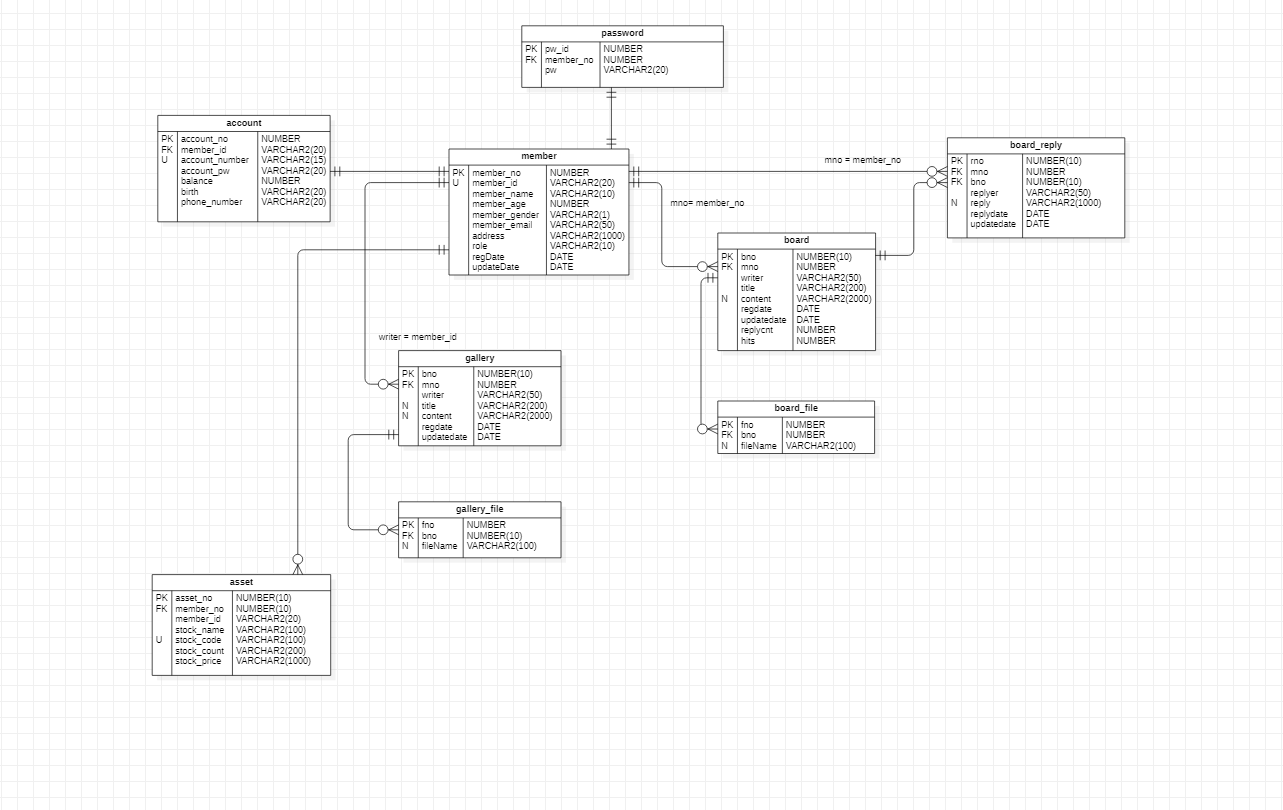 password
PK pw_id NUMBER
FK member_no NUMBER
pw VARCHAR2(20)
account
PK account_no NUMBER
FK member_id VARCHAR2(20)
U account_number VARCHAR2(15)
account_pw VARCHAR2(20)
balance NUMBER
birth VARCHAR2(20)
phone_number VARCHAR2(20)
member
PK member_no NUMBER
U member_id VARCHAR2(20)
member_name VARCHAR2(10)
member_age NUMBER
member_gender VARCHAR2(1)
member_email VARCHAR2(50)
address VARCHAR2(1000)
role VARCHAR2(10)
regDate DATE
updateDate DATE
mno = member_no
board_reply
PK rno NUMBER(10)
FK mno NUMBER
FK bno NUMBER(10)
replyer VARCHAR2(50)
N reply VARCHAR2(1000)
replydate DATE
updatedate DATE
mno= member_no
board
PK bno NUMBER(10)
FK mno NUMBER
writer VARCHAR2(50)
title VARCHAR2(200)
N content VARCHAR2(2000)
regdate DATE
updatedate DATE
replycnt NUMBER
hits NUMBER
writer = member_id
gallery
PK bno NUMBER(10)
FK mno NUMBER
writer VARCHAR2(50)
N title VARCHAR2(200)
N content VARCHAR2(2000)
regdate DATE
updatedate DATE
board_file
PK fno NUMBER
FK bno NUMBER
N fileName VARCHAR2(100)
gallery_file
PK fno NUMBER
FK bno NUMBER(10)
N fileName VARCHAR2(100)
asset
PK asset_no NUMBER(10)
FK member_no NUMBER(10)
member_id VARCHAR2(20)
stock_name VARCHAR2(100)
U stock_code VARCHAR2(100)
stock_count VARCHAR2(200)
stock_price VARCHAR2(1000)